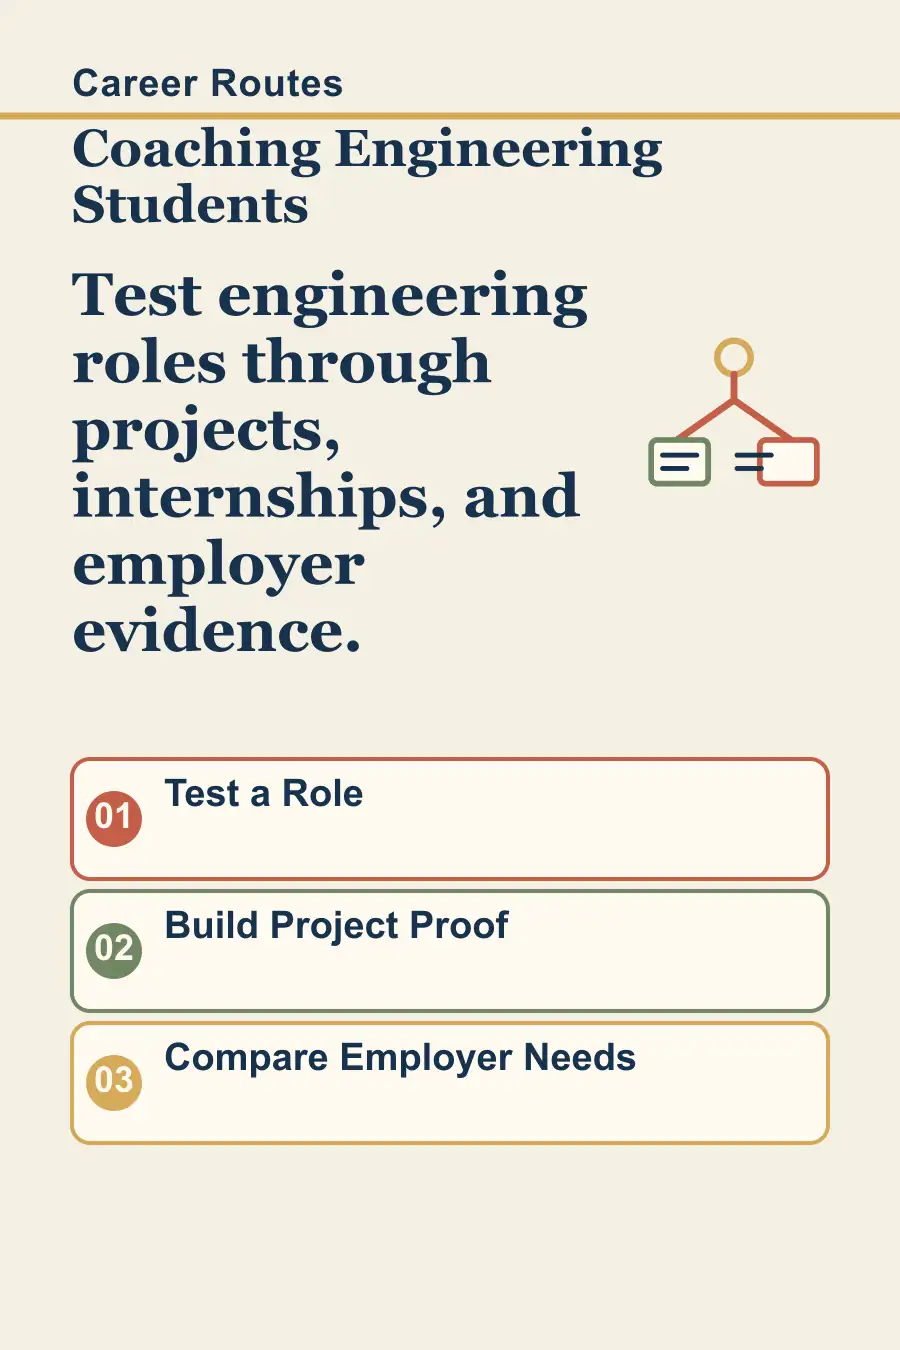 Career Routes
Coaching Engineering
Students
Test engineering
roles through
projects,
internships, and
employer
evidence.
01
Test a Role
02
Build Project Proof
03
Compare Employer Needs